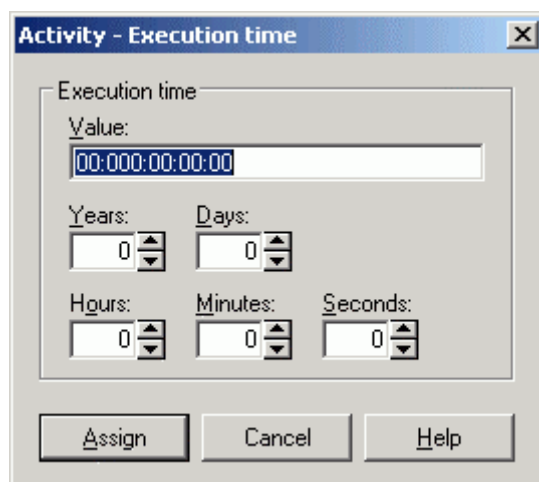 Activity - Execution time
Execution time
Value:
00:000:00:00:00
Years: Days:
0 0
Hours: Minutes: Seconds:
0 0 0
Assign Cancel Help